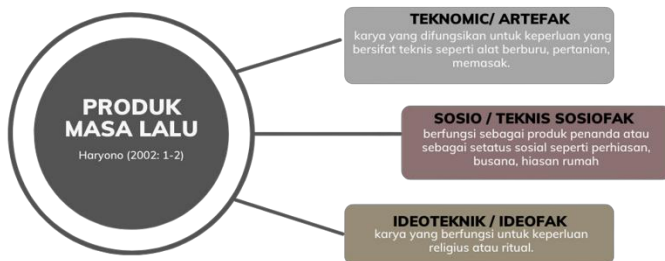 PRODUK
MASA LALU
Haryono (2002: 1-2)
TEKNOMIC/ ARTEFAK
karya yang difungsikan untuk keperluan yang
bersifat teknis seperti alat berburu, pertanian,
memasak.
SOSIO / TEKNIS SOSIOFAK
berfungsi sebagai produk penanda atau
sebagai setatus sosial seperti perhiasan,
busana, hiasan rumah
IDEOTEKNIK / IDEOFAK
karya yang berfungsi untuk keperluan
religius atau ritual.